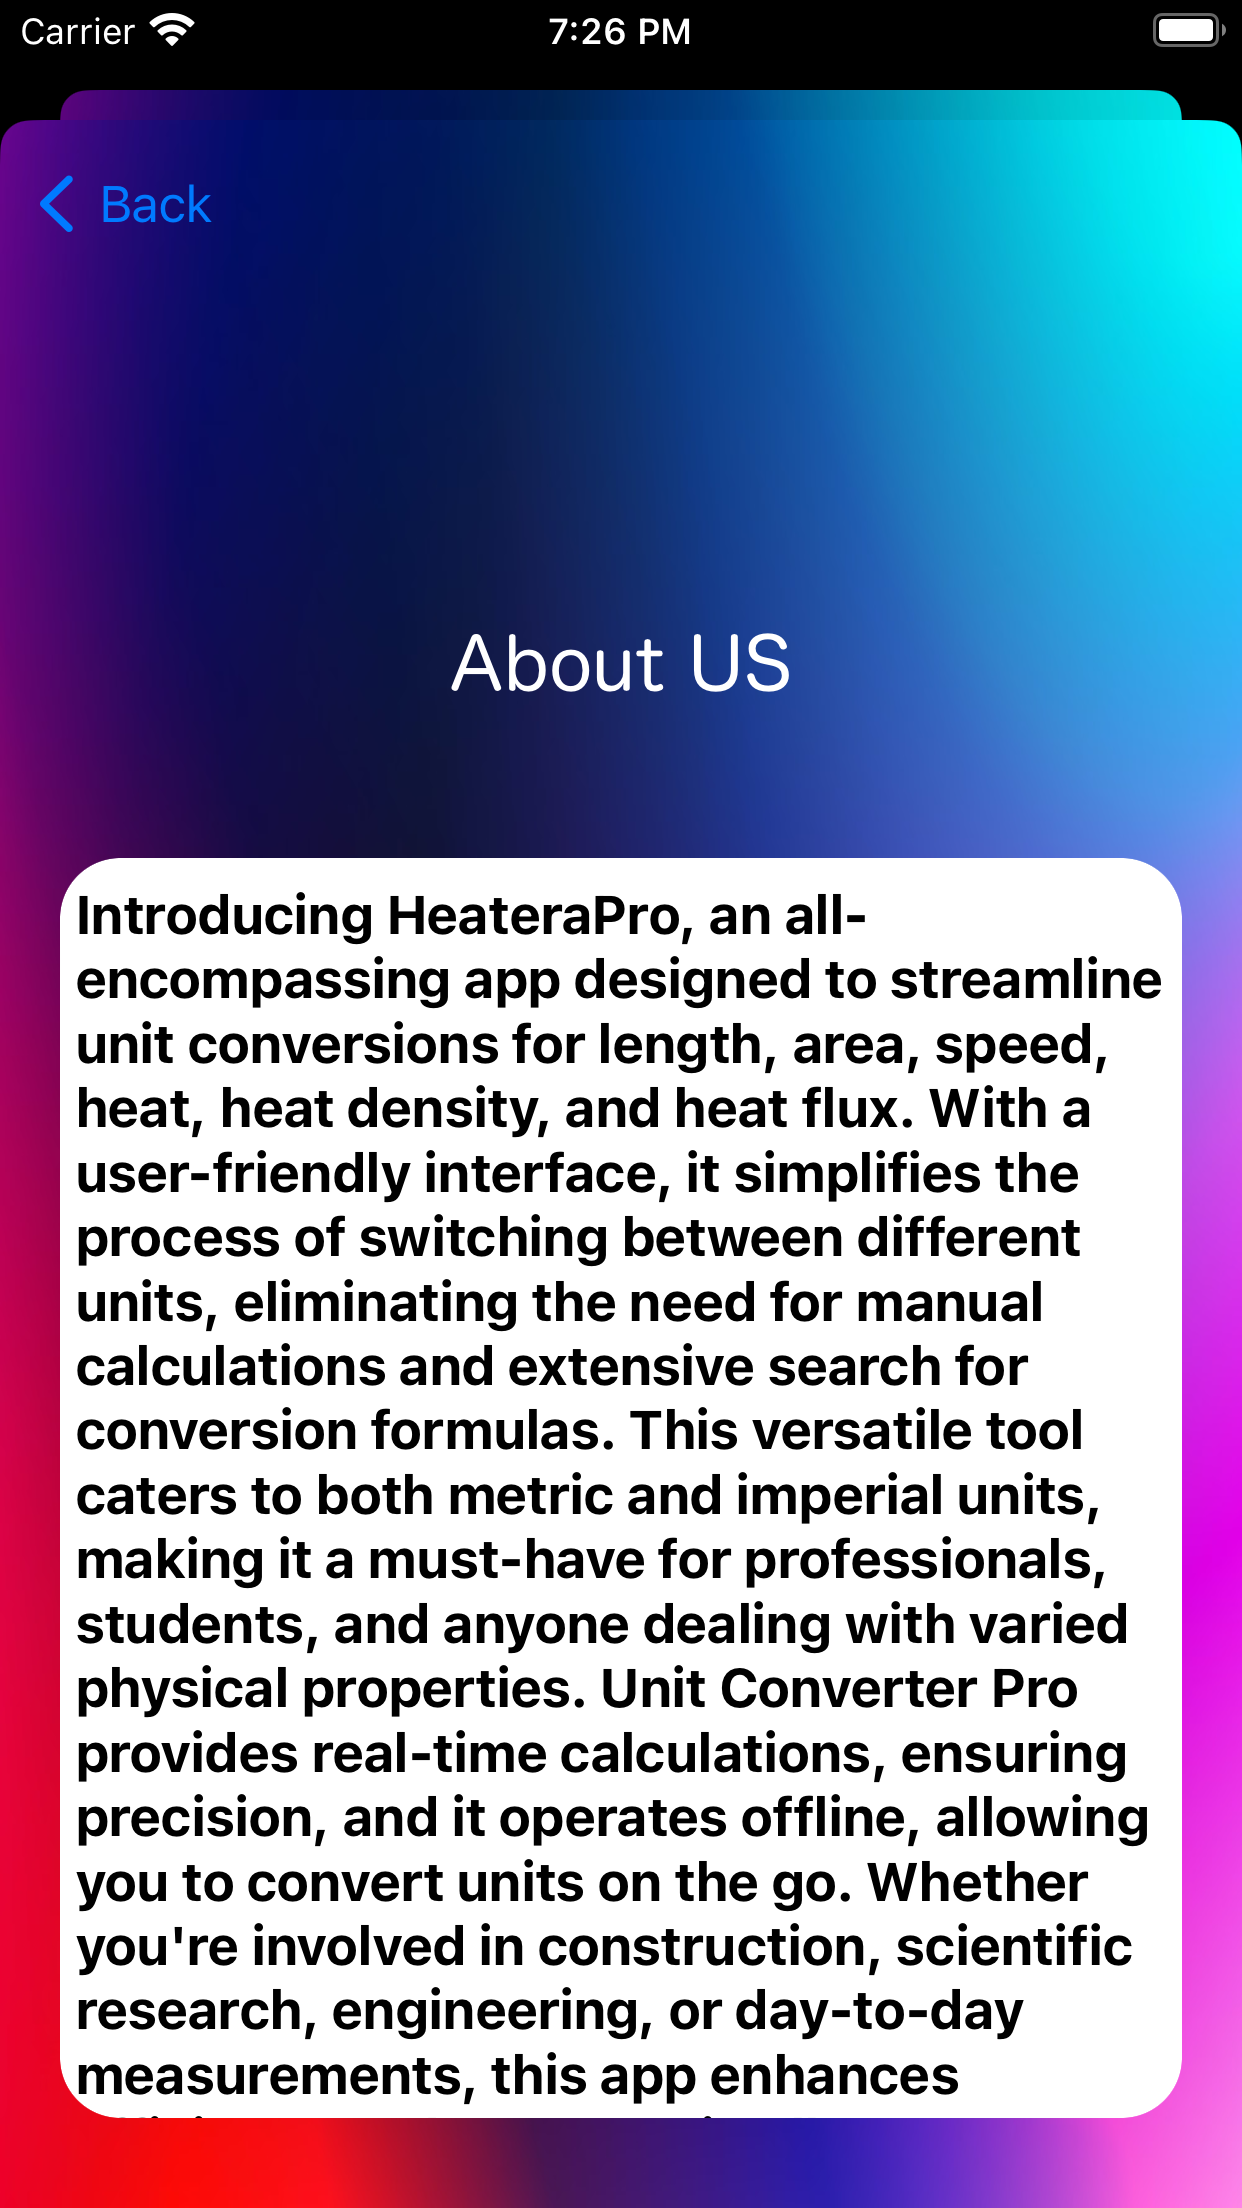 Carrier
7:26 PM
Back
About US
Introducing HeateraPro, an all-
encompassing app designed to streamline
unit conversions for length, area, speed,
heat, heat density, and heat flux. With a
user-friendly interface, it simplifies the
process of switching between different
units, eliminating the need for manual
calculations and extensive search for
conversion formulas. This versatile tool
caters to both metric and imperial units,
making it a must-have for professionals,
students, and anyone dealing with varied
physical properties. Unit Converter Pro
provides real-time calculations, ensuring
precision, and it operates offline, allowing
you to convert units on the go. Whether
you're involved in construction, scientific
research, engineering, or day-to-day
measurements, this app enhances